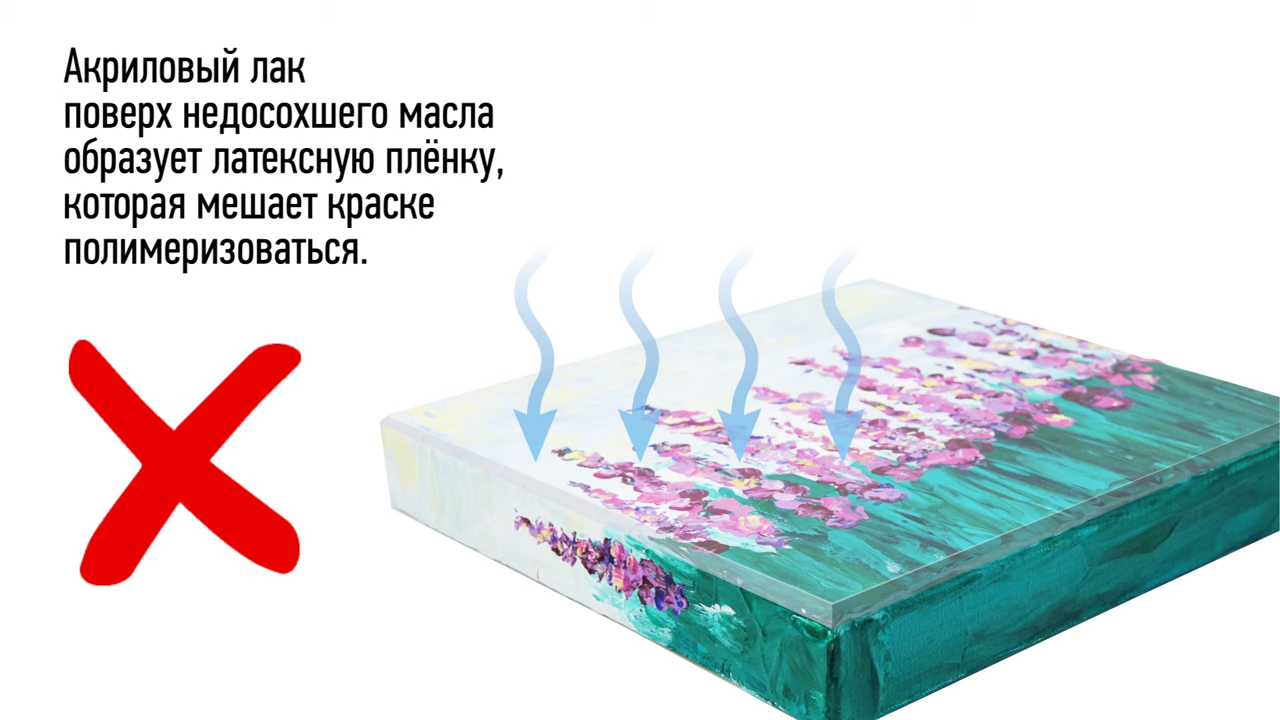 Акриловый лак
поверх недосохшего масла
образует латексную плёнку,
которая мешает краске
полимеризоваться.